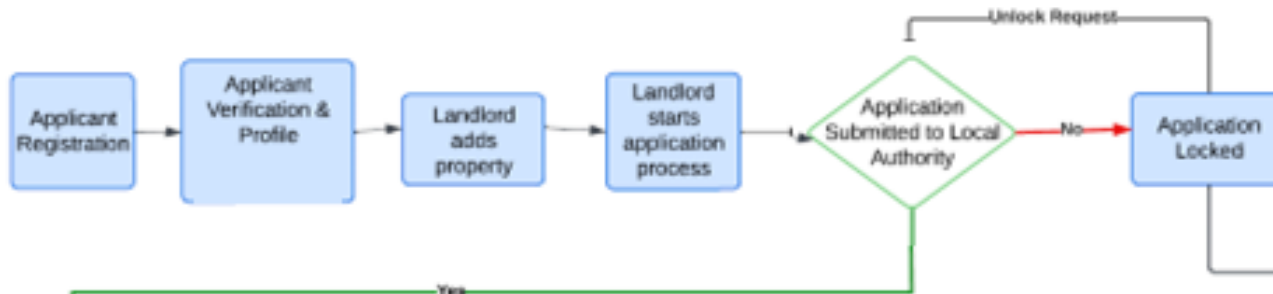 Unlock Request
Applicant
Registration
Applicant
Verification &
Profile
Landlord
adds
property
Landlord
starts
application
process
Application
Submitted to Local
Authority
No
Application
Locked
Yes